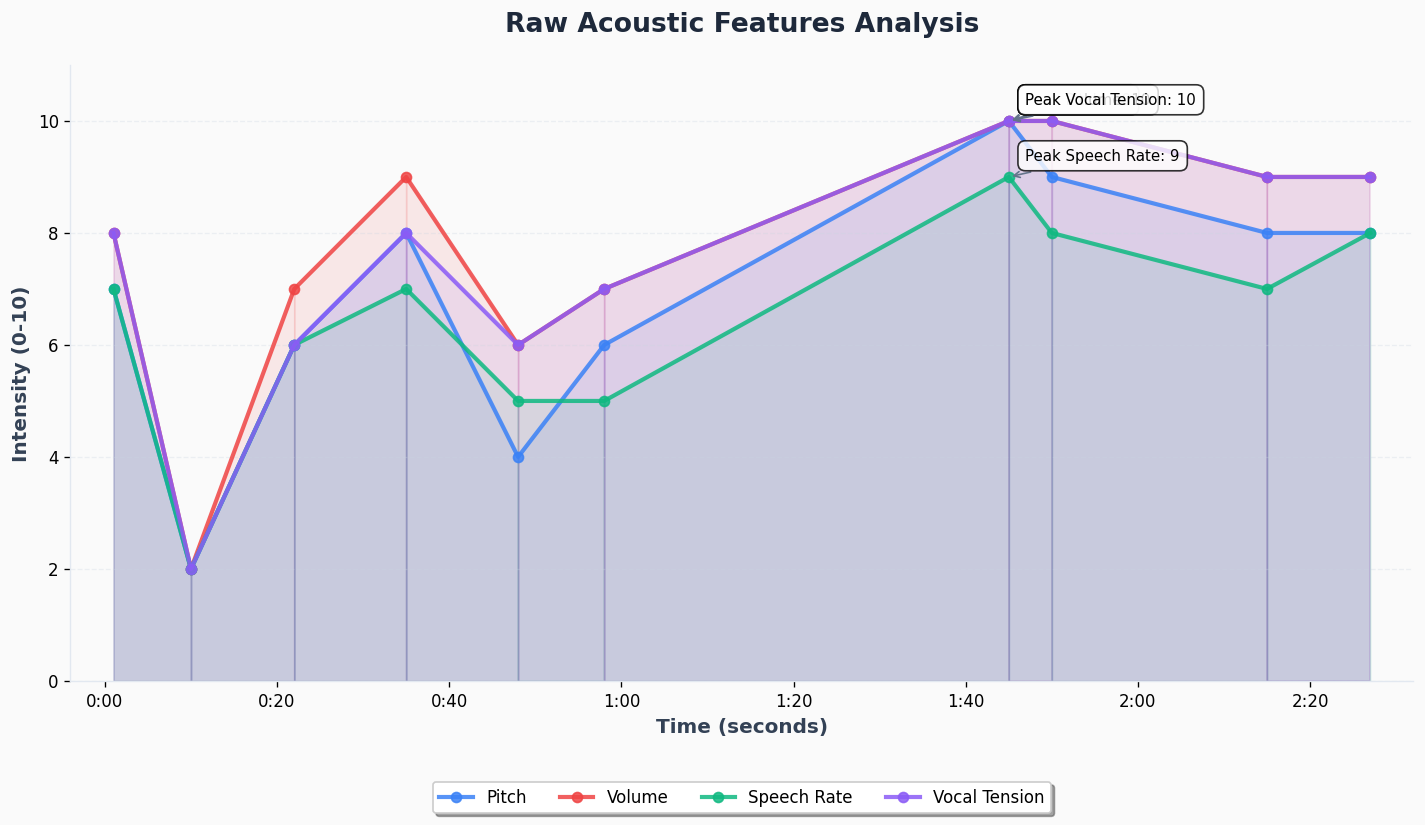 Raw Acoustic Features Analysis
Peak Vocal Tension: 10
Peak Speech Rate: 9
10
8
6
4
2
0
Intensity (0-10)
0:00 0:20 0:40 1:00 1:20 1:40 2:00 2:20
Time (seconds)
Pitch Volume Speech Rate Vocal Tension